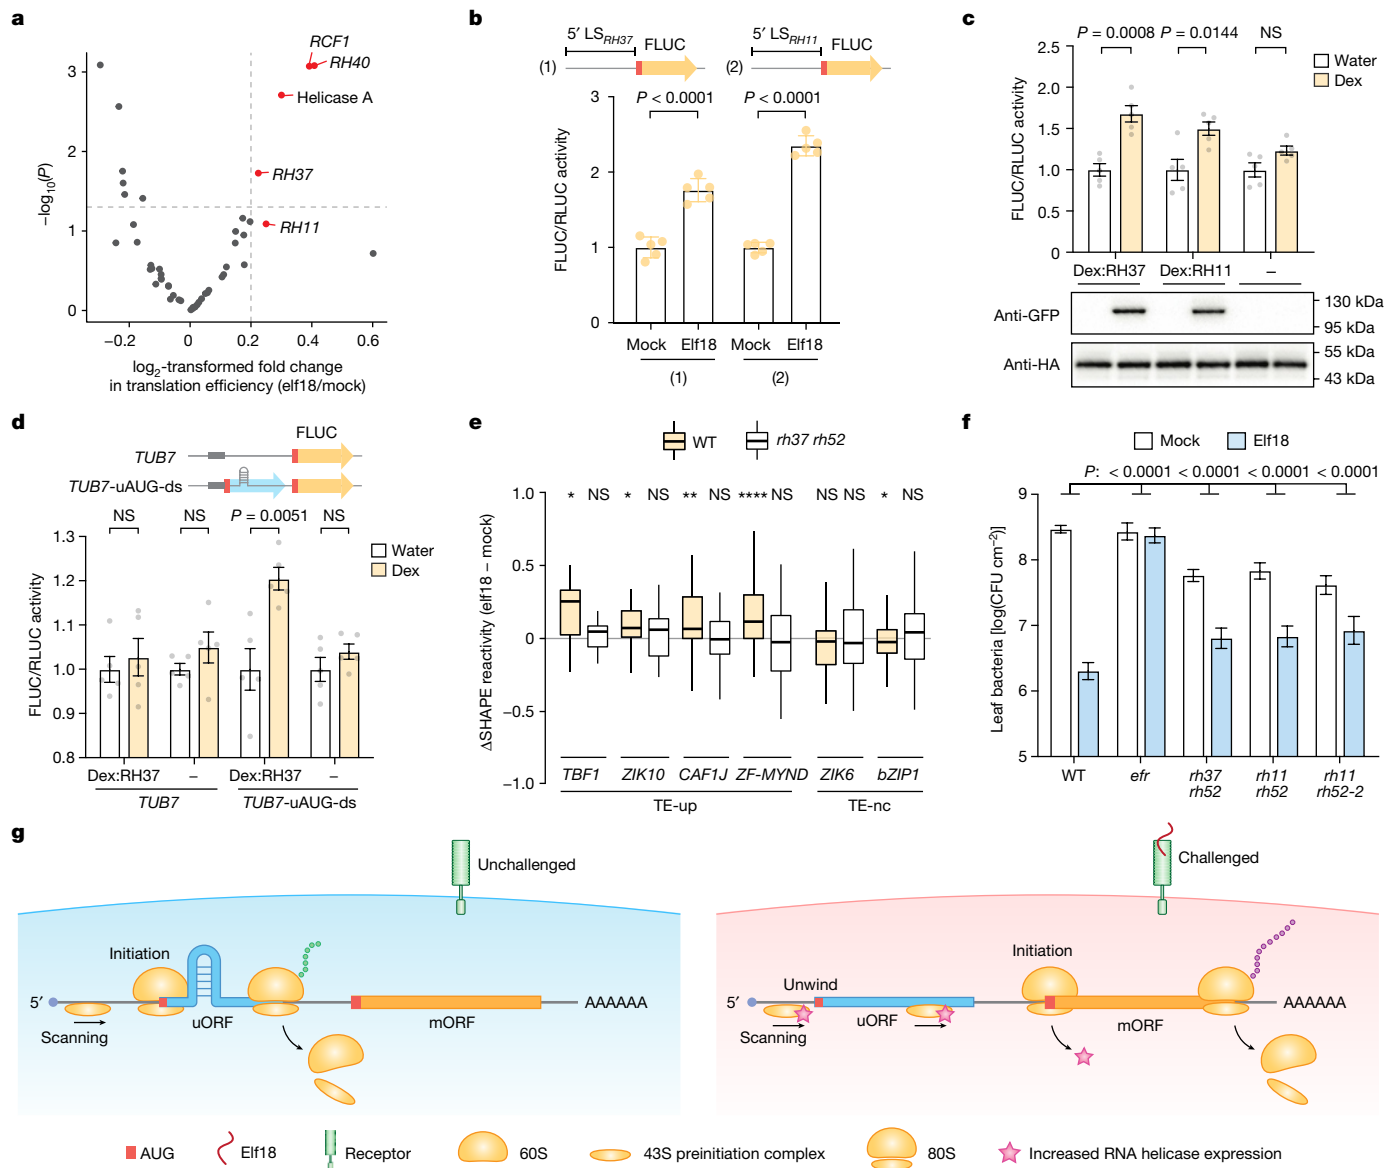 a
RCF1
RH40
Helicase A
RH37
RH11
3
2
1
0
–log10(P)
−0.2 0 0.2 0.4 0.6
log2-transformed fold change
in translation efficiency (elf18/mock)
b
5′ LSRH37 FLUC 5′ LSRH11 FLUC
(1) (2)
P < 0.0001 P < 0.0001
3
2
1
0
FLUC/RLUC activity
Mock Elf18 Mock Elf18
(1) (2)
c
P = 0.0008 P = 0.0144 NS
Water
Dex
2.5
2.0
1.5
1.0
0.5
0
FLUC/RLUC activity
Dex:RH37 Dex:RH11 –
Anti-GFP
130 kDa
95 kDa
Anti-HA
55 kDa
43 kDa
d
FLUC
TUB7
TUB7-uAUG-ds
NS NS P = 0.0051 NS
Water
Dex
1.3
1.2
1.1
1.0
0.9
0.8
FLUC/RLUC activity
Dex:RH37 – Dex:RH37 –
TUB7 TUB7-uAUG-ds
e
WT rh37 rh52
* NS * NS ** NS **** NS NS NS * NS
1.0
0.5
0
−0.5
−1.0
ΔSHAPE reactivity (elf18 – mock)
TBF1 ZIK10 CAF1J ZF-MYND ZIK6 bZIP1
TE-up TE-nc
f
Mock Elf18
P: < 0.0001 < 0.0001 < 0.0001 < 0.0001
9
8
7
6
5
Leaf bacteria [log(CFU cm−2)]
WT efr rh37 rh11 rh11
rh52 rh52 rh52-2
g
Unchallenged
Initiation
5′
uORF
mORF
AAAAAA
Scanning
Challenged
Initiation
Unwind
5′
uORF
mORF
AAAAAA
Scanning
AUG Elf18 Receptor 60S 43S preinitiation complex 80S Increased RNA helicase expression